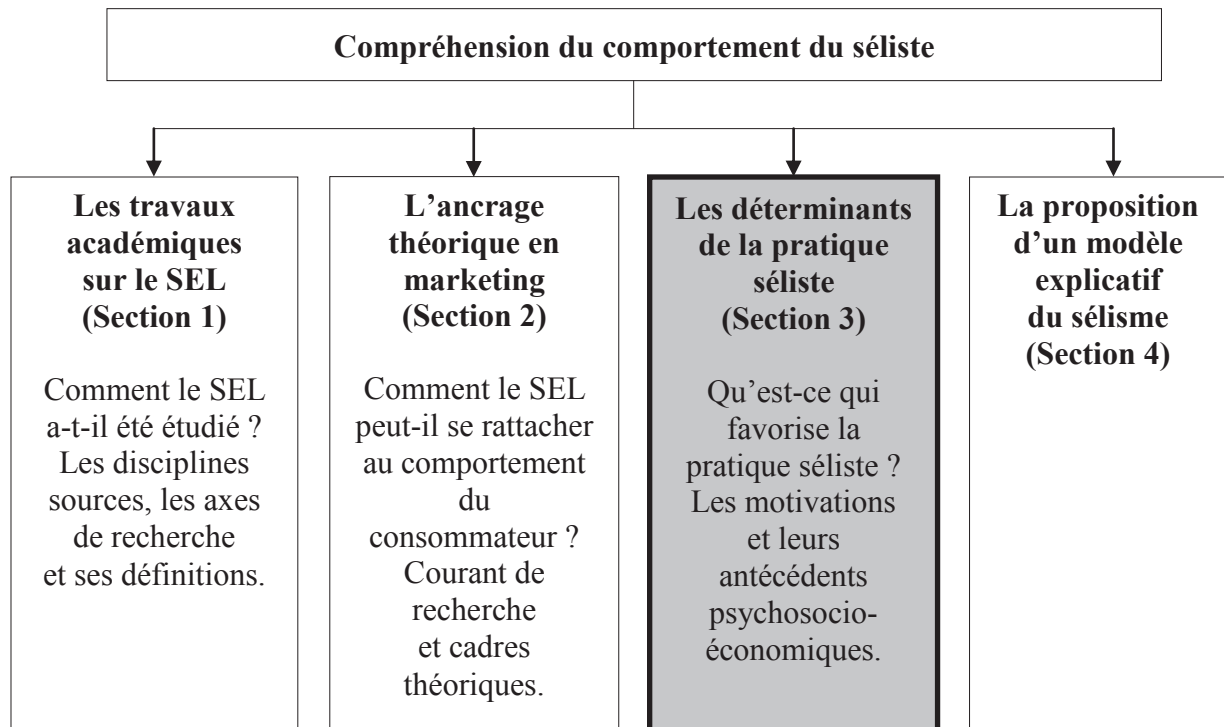 Compréhension du comportement du séliste
Les travaux
académiques
sur le SEL
(Section 1)
Comment le SEL
a-t-il été étudié ?
Les disciplines
sources, les axes
de recherche
et ses définitions.
L’ancrage
théorique en
marketing
(Section 2)
Comment le SEL
peut-il se rattacher
au comportement
du
consommateur ?
Courant de
recherche
et cadres
théoriques.
Les déterminants
de la pratique
séliste
(Section 3)
Qu’est-ce qui
favorise la
pratique séliste ?
Les motivations
et leurs
antécédents
psychosocio-
économiques.
La proposition
d’un modèle
explicatif
du sélisme
(Section 4)